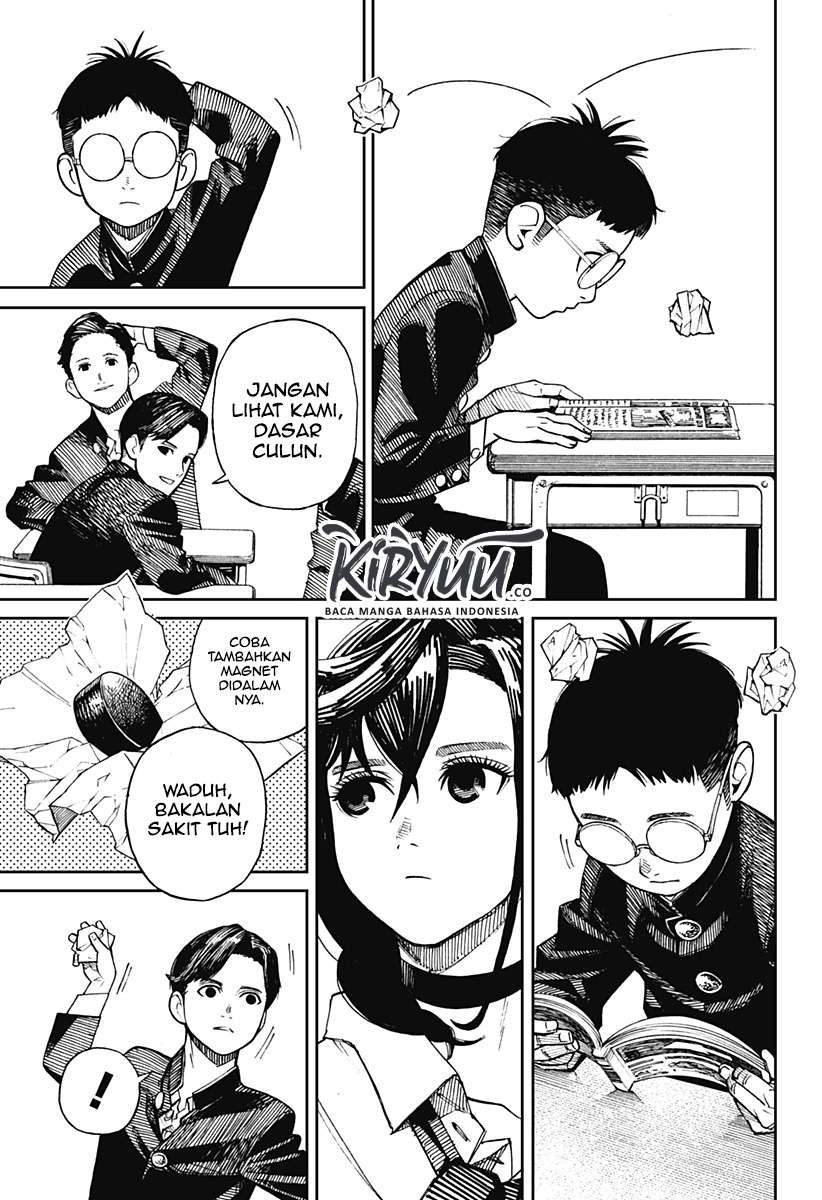 JANGAN
LIHAT KAMI,
DASAR
CULUN.
KiRYUU.CO
BACA MANGA BAHASA INDONESIA
COBA
TAMBAHKAN
MAGNET
DIDALAM
NYA.
WADUH,
BAKALAN
SAKIT TUH!
!